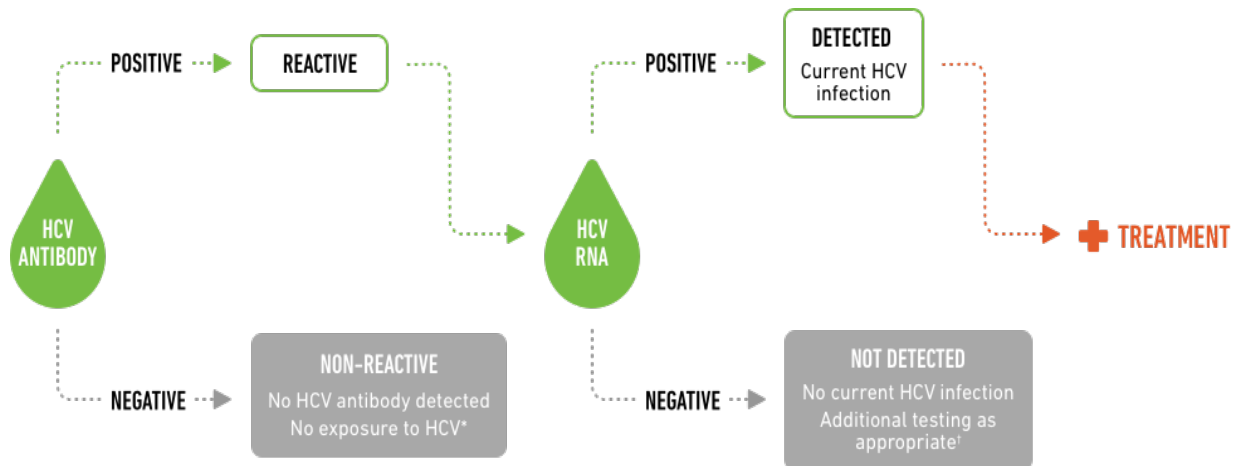 POSITIVE
REACTIVE
HCV
ANTIBODY
NEGATIVE
NON-REACTIVE
No HCV antibody detected
No exposure to HCV*
POSITIVE
DETECTED
Current HCV
infection
HCV
RNA
NEGATIVE
NOT DETECTED
No current HCV infection
Additional testing as
appropriate†
TREATMENT